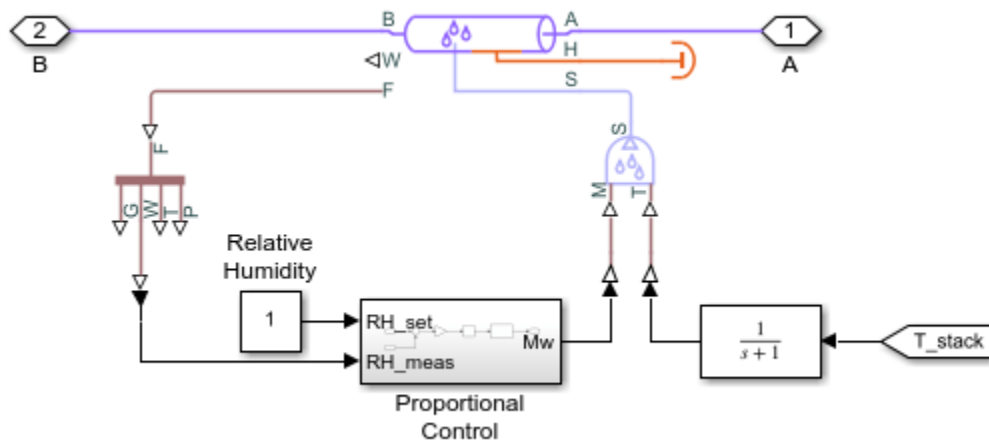 2
B
B
A
1
A
W
H
F
S
F
S
G
W
T
P
M
T
Relative
Humidity
1
RH_set
RH_meas
Mw
Proportional
Control
1
s + 1
T_stack